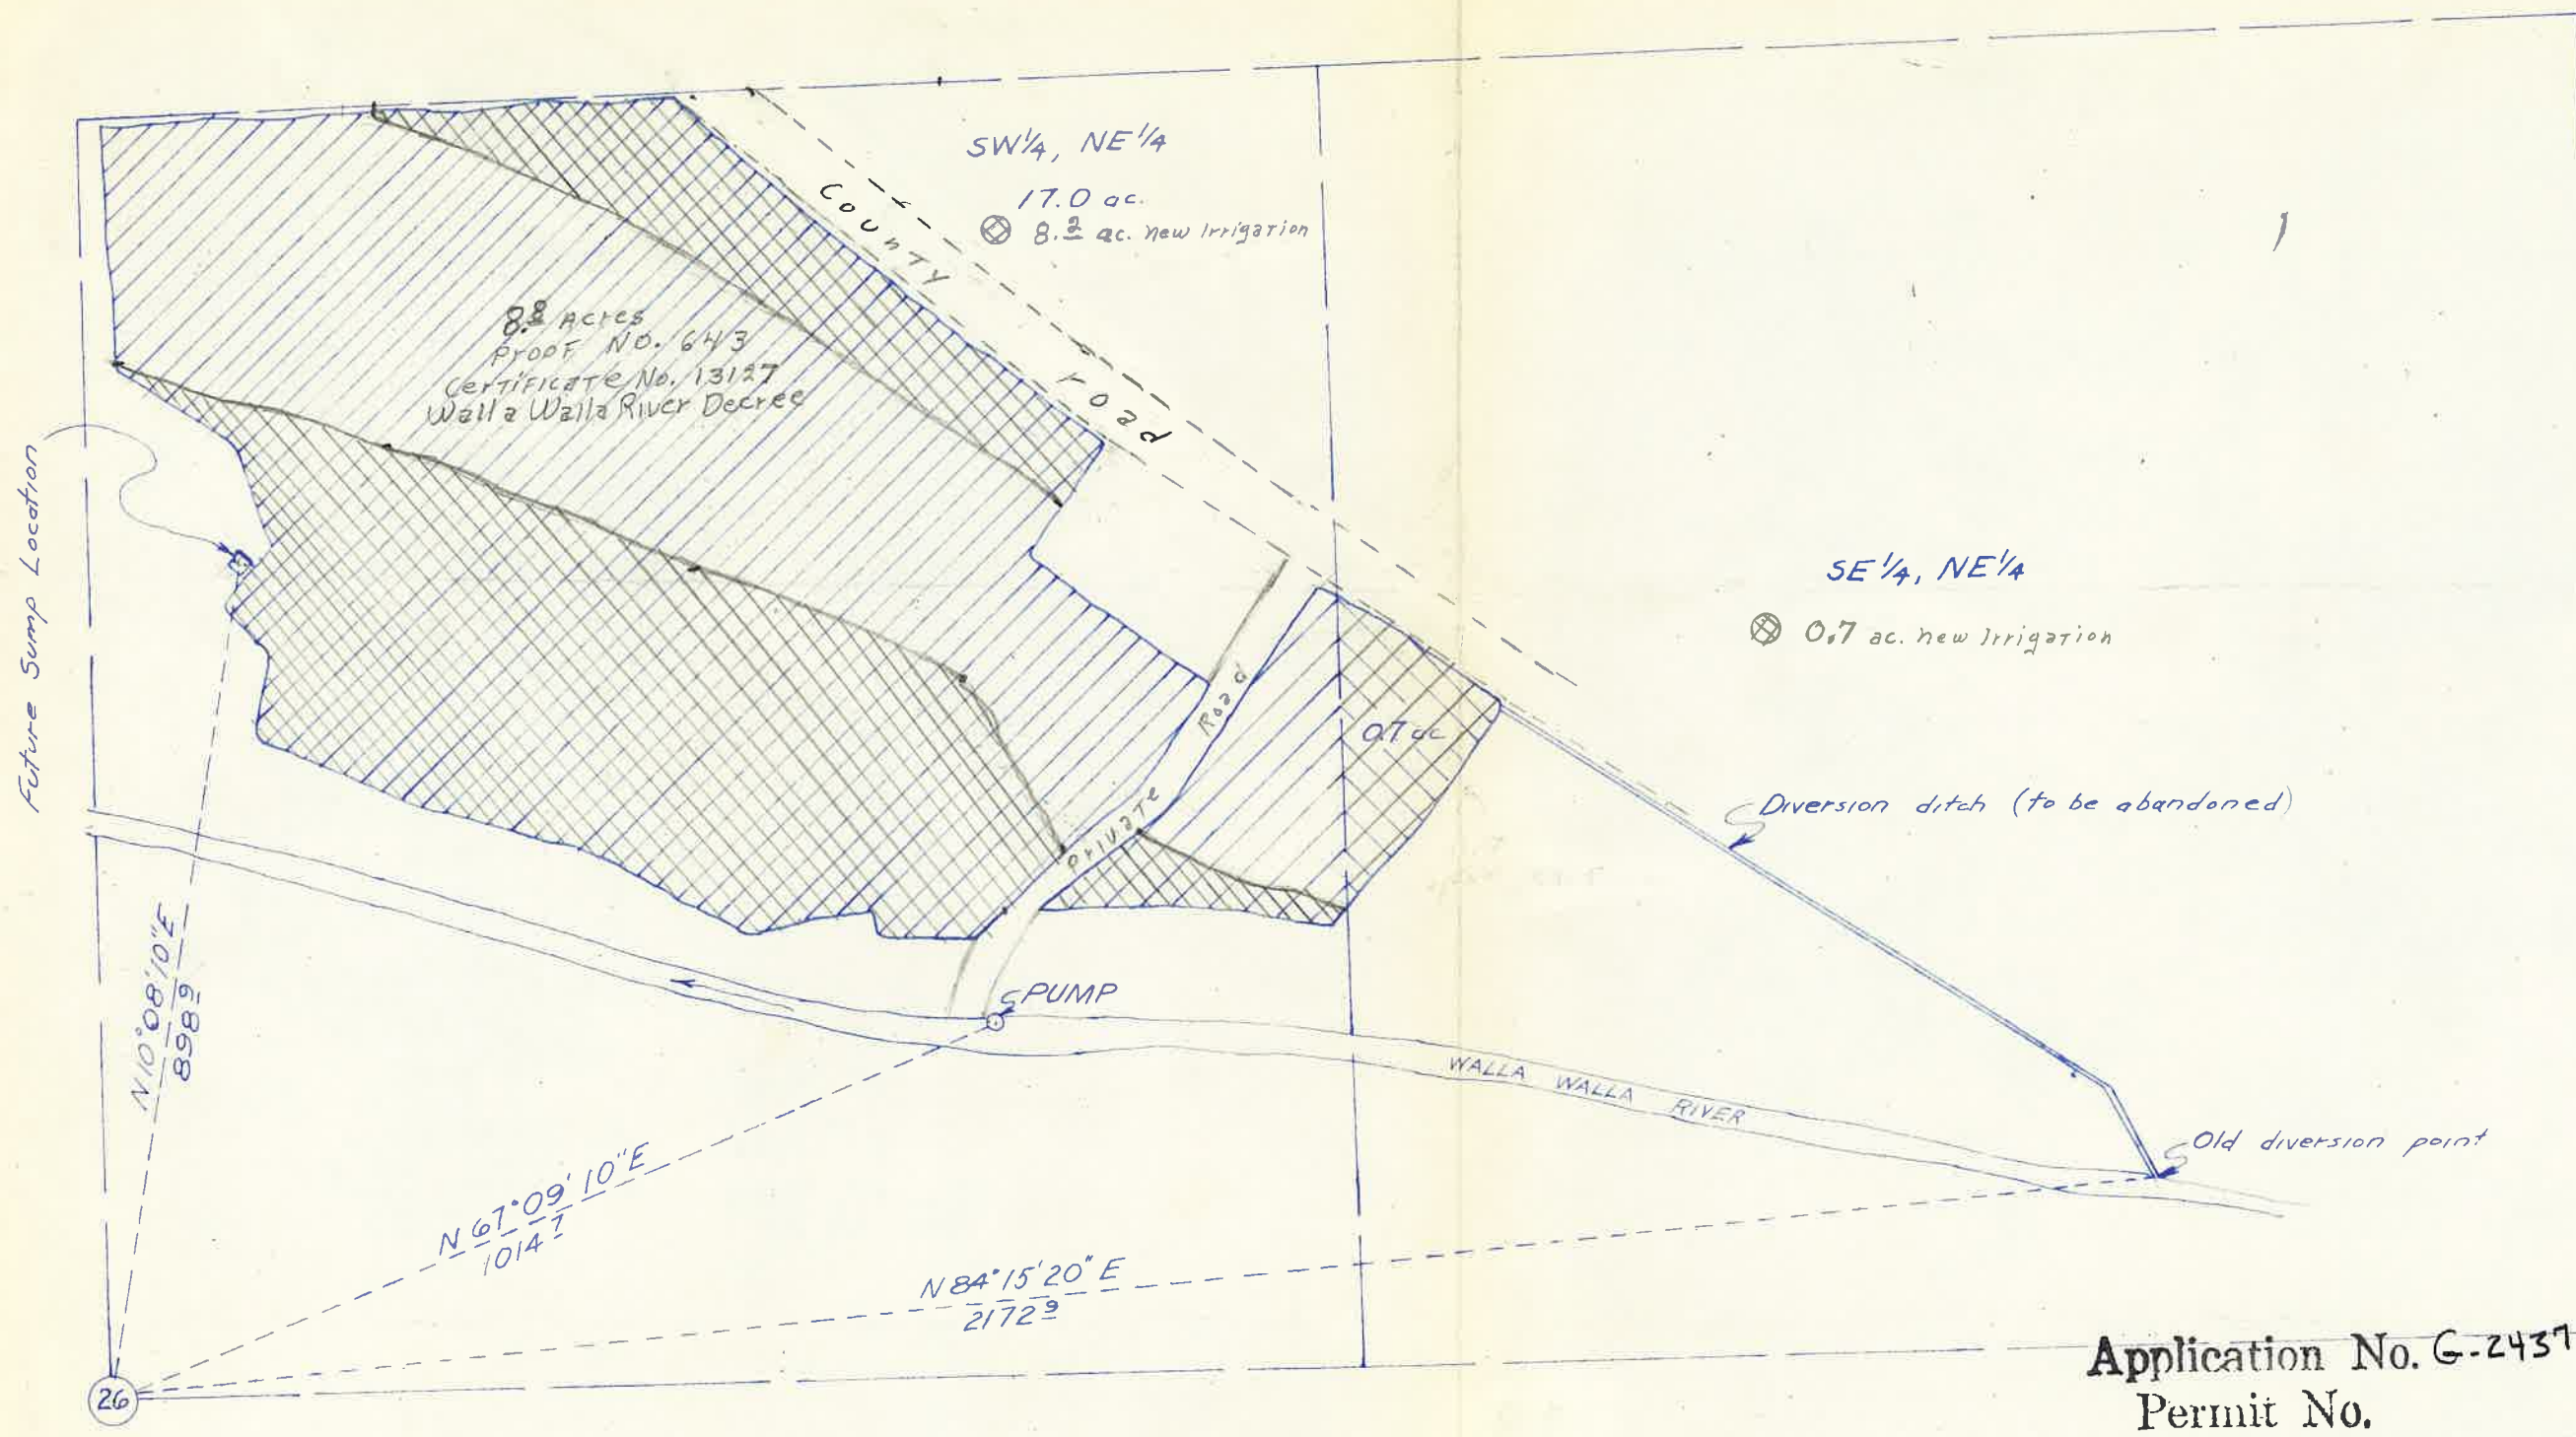 SW1/4, NE1/4
17.0 ac.
8.2 ac. new Irrigation
County road
8.8 Acres
Proof No. 643
Certificate No. 13127
Walla Walla River Decree
Future Sump Location
SE1/4, NE1/4
0.7 ac. new Irrigation
0.7 ac
Private Road
Diversion ditch (to be abandoned)
N10°08'10"E
898.9
PUMP
WALLA WALLA RIVER
Old diversion point
N67°09'10"E
1014.7
N84°15'20"E
2172.9
26
Application No. G-2437
Permit No.